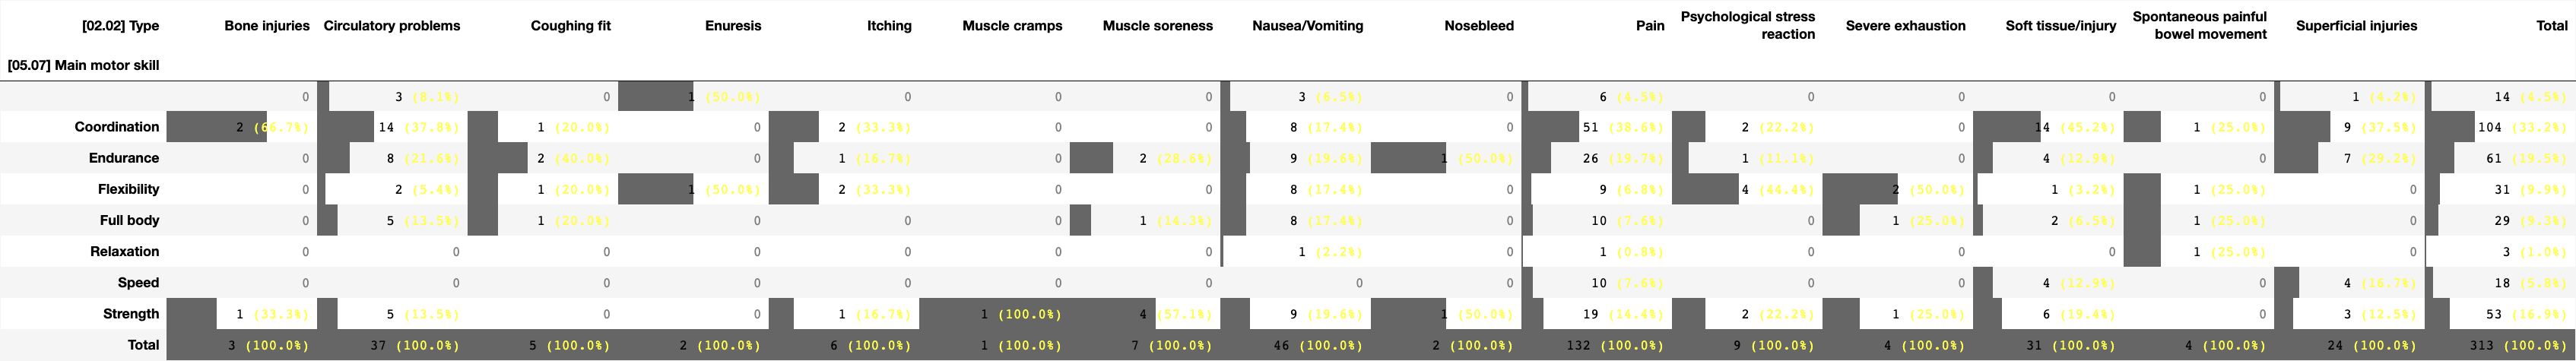 [02.02] Type Bone injuries Circulatory problems Coughing fit Enuresis Itching Muscle cramps Muscle soreness Nausea/Vomiting Nosebleed Pain Psychological stress reaction Severe exhaustion Soft tissue/injury Spontaneous painful bowel movement Superficial injuries Total
[05.07] Main motor skill
0 3 (8.1%) 0 1 (50.0%) 0 0 0 3 (6.5%) 0 6 (4.5%) 0 0 0 0 1 (4.2%) 14 (4.5%)
Coordination 2 (66.7%) 14 (37.8%) 1 (20.0%) 0 2 (33.3%) 0 0 8 (17.4%) 0 51 (38.6%) 2 (22.2%) 0 14 (45.2%) 1 (25.0%) 9 (37.5%) 104 (33.2%)
Endurance 0 8 (21.6%) 2 (40.0%) 0 1 (16.7%) 0 2 (28.6%) 9 (19.6%) 1 (50.0%) 26 (19.7%) 1 (11.1%) 0 4 (12.9%) 0 7 (29.2%) 61 (19.5%)
Flexibility 0 2 (5.4%) 1 (20.0%) 1 (50.0%) 2 (33.3%) 0 0 8 (17.4%) 0 9 (6.8%) 4 (44.4%) 2 (50.0%) 1 (3.2%) 1 (25.0%) 0 31 (9.9%)
Full body 0 5 (13.5%) 1 (20.0%) 0 0 0 1 (14.3%) 8 (17.4%) 0 10 (7.6%) 0 1 (25.0%) 2 (6.5%) 1 (25.0%) 0 29 (9.3%)
Relaxation 0 0 0 0 0 0 0 1 (2.2%) 0 1 (0.8%) 0 0 0 1 (25.0%) 0 3 (1.0%)
Speed 0 0 0 0 0 0 0 0 0 10 (7.6%) 0 0 4 (12.9%) 0 4 (16.7%) 18 (5.8%)
Strength 1 (33.3%) 5 (13.5%) 0 0 1 (16.7%) 1 (100.0%) 4 (57.1%) 9 (19.6%) 1 (50.0%) 19 (14.4%) 2 (22.2%) 1 (25.0%) 6 (19.4%) 0 3 (12.5%) 53 (16.9%)
Total 3 (100.0%) 37 (100.0%) 5 (100.0%) 2 (100.0%) 6 (100.0%) 1 (100.0%) 7 (100.0%) 46 (100.0%) 2 (100.0%) 132 (100.0%) 9 (100.0%) 4 (100.0%) 31 (100.0%) 4 (100.0%) 24 (100.0%) 313 (100.0%)